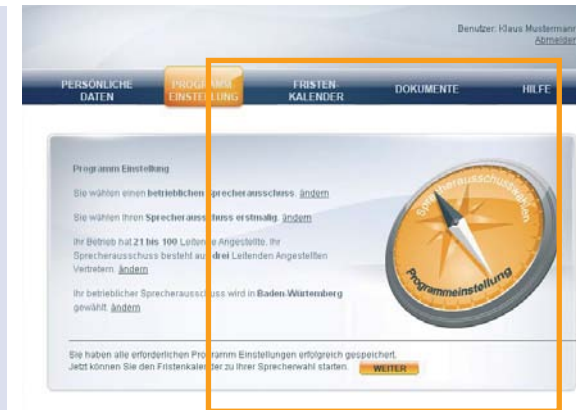 Benutzer: Klaus Mustermann
Abmelden
PERSÖNLICHE DATEN
PROGRAMM EINSTELLUNG
FRISTEN-KALENDER
DOKUMENTE
HILFE
Programm Einstellung
Sie wählen einen betrieblichen Sprecherausschuss. ändern
Sie wählen Ihren Sprecherausschuss erstmalig. ändern
Ihr Betrieb hat 21 bis 100 Leitende Angestellte. Ihr
Sprecherausschuss besteht aus drei Leitenden Angestellten
Vertretern. ändern
Ihr betrieblicher Sprecherausschuss wird in Baden-Würtemberg
gewählt. ändern
Sprecherausschusswahlen
Programmeinstellung
Sie haben alle erforderlichen Programm Einstellungen erfolgreich gespeichert.
Jetzt können Sie den Fristenkalender zu Ihrer Sprecherwahl starten.
WEITER